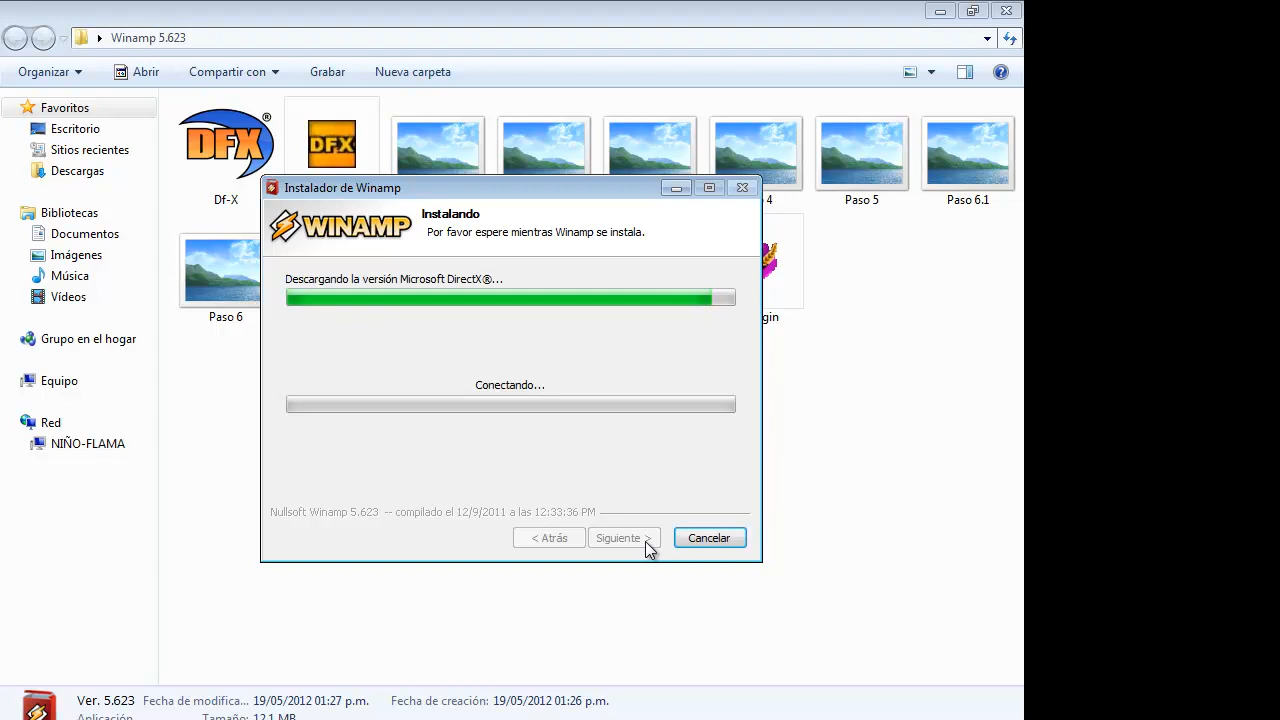 Winamp 5.623
Organizar
Abrir
Compartir con
Grabar
Nueva carpeta
Favoritos
Escritorio
Sitios recientes
Descargas
Bibliotecas
Documentos
Imágenes
Música
Vídeos
Grupo en el hogar
Equipo
Red
NIÑO-FLAMA
DFX®
DFX
Df-X
4
Paso 5
Paso 6.1
Paso 6
gin
Instalador de Winamp
WINAMP
Instalando
Por favor espere mientras Winamp se instala.
Descargando la versión Microsoft DirectX®...
Conectando...
Nullsoft Winamp 5.623 -- compilado el 12/9/2011 a las 12:33:36 PM
< Atrás
Siguiente >
Cancelar
Ver. 5.623 Fecha de modifica... 19/05/2012 01:27 p.m. Fecha de creación: 19/05/2012 01:26 p.m.
Aplicación Tamaño: 12.1 MB